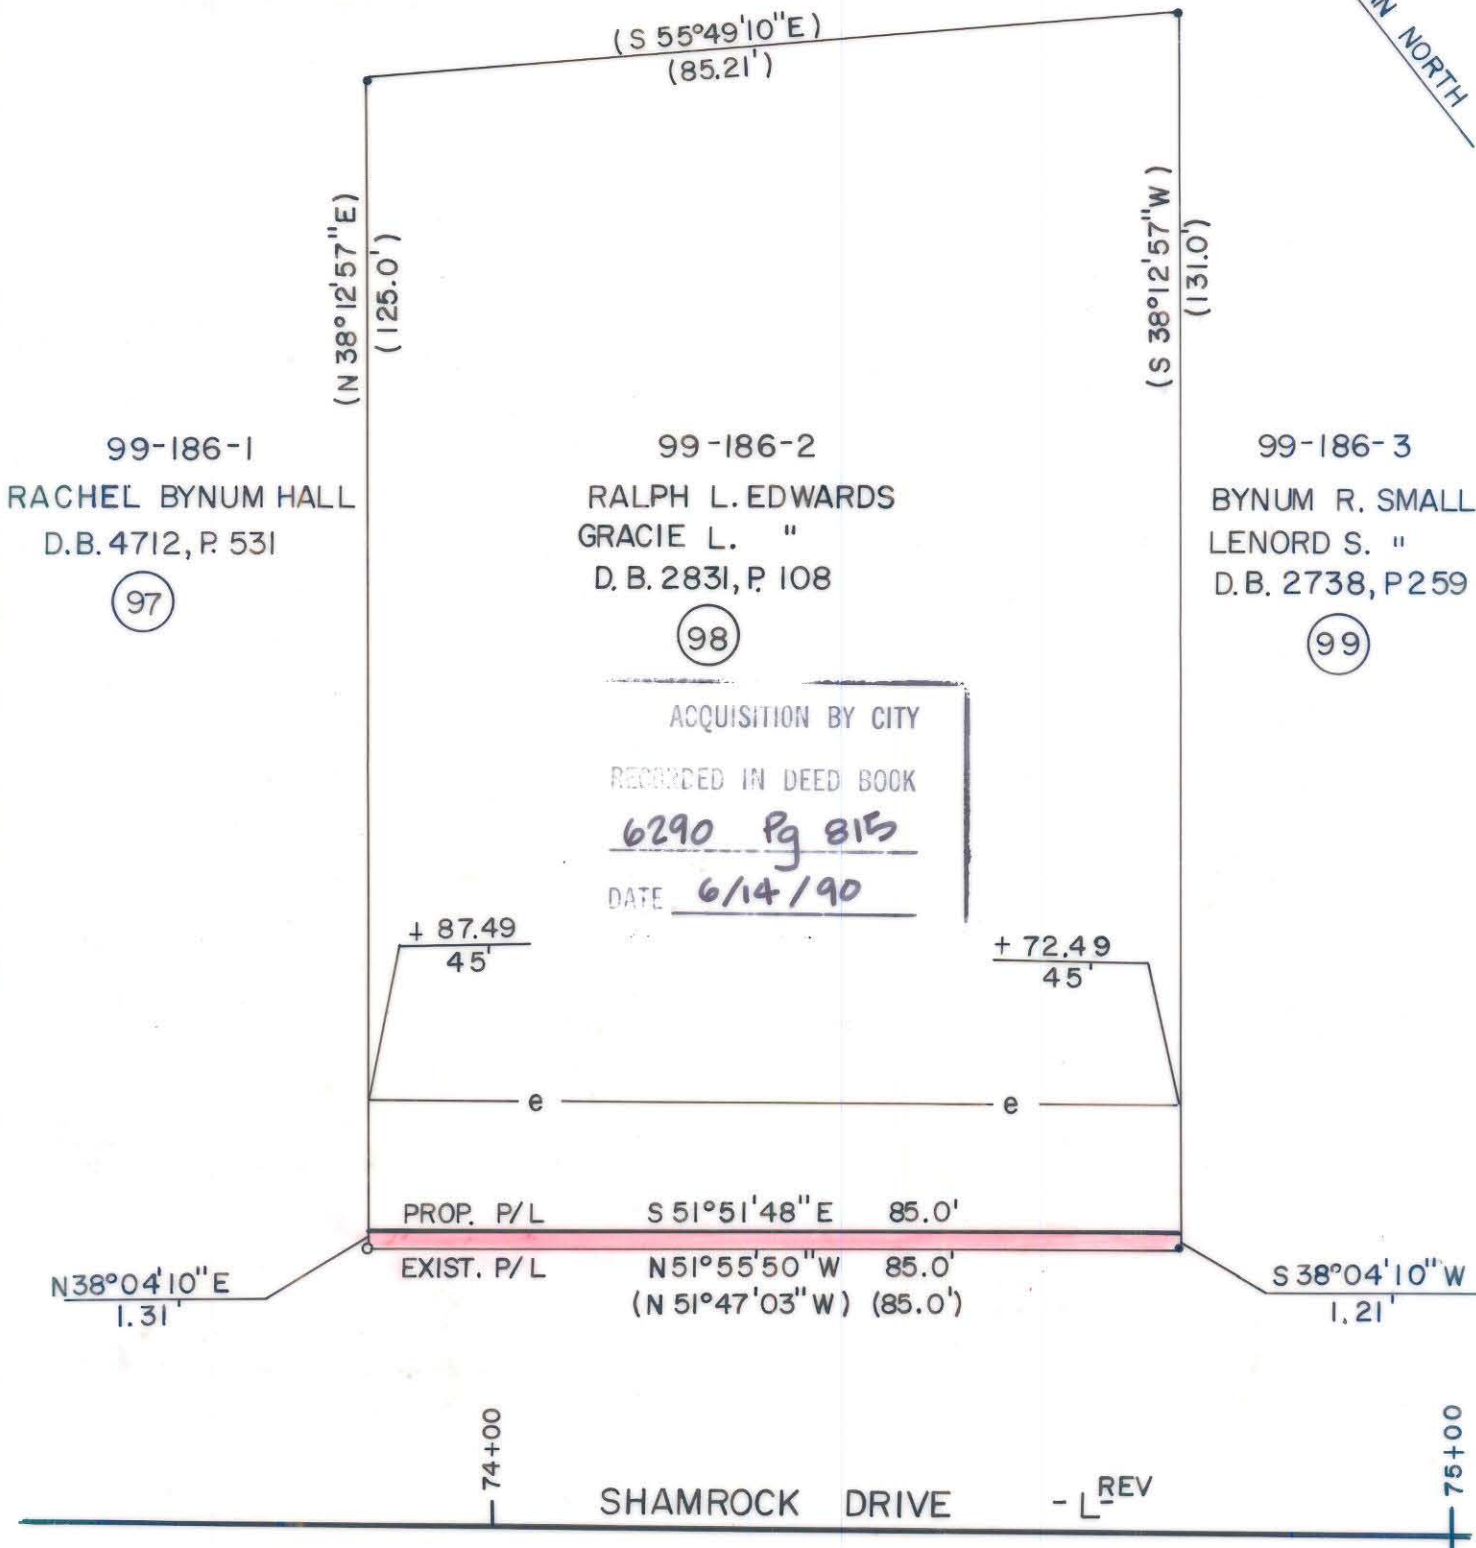 N NORTH
(S 55°49'10"E)
(85.21')
(N 38°12'57"E)
(125.0')
(S 38°12'57"W)
(131.0')
99-186-1
RACHEL BYNUM HALL
D.B. 4712, P. 531
97
99-186-2
RALPH L. EDWARDS
GRACIE L. "
D.B. 2831, P. 108
98
99-186-3
BYNUM R. SMALL
LENORD S. "
D.B. 2738, P259
99
ACQUISITION BY CITY
RECORDED IN DEED BOOK
6290 Pg 815
DATE 6/14/90
+ 87.49
45'
+ 72.49
45'
e e
PROP. P/L S 51°51'48"E 85.0'
EXIST. P/L N51°55'50"W 85.0'
(N 51°47'03"W) (85.0')
N38°04'10"E
1.31'
S 38°04'10"W
1.21'
74+00
75+00
SHAMROCK DRIVE -L-REV